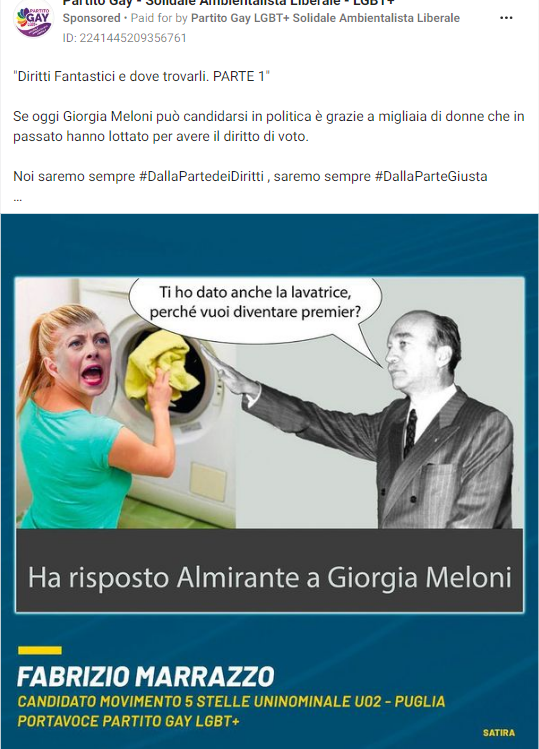 Partito Gay - Solidale Ambientalista Liberale - LGBT+
PARTITO
GAY
Sponsored • Paid for by Partito Gay LGBT+ Solidale Ambientalista Liberale
ID: 2241445209356761
"Diritti Fantastici e dove trovarli. PARTE 1"
Se oggi Giorgia Meloni può candidarsi in politica è grazie a migliaia di donne che in
passato hanno lottato per avere il diritto di voto.
Noi saremo sempre #DallaPartedeiDiritti , saremo sempre #DallaParteGiusta
...
Ti ho dato anche la lavatrice,
perché vuoi diventare premier?
Ha risposto Almirante a Giorgia Meloni
FABRIZIO MARRAZZO
CANDIDATO MOVIMENTO 5 STELLE UNINOMINALE U02 - PUGLIA
PORTAVOCE PARTITO GAY LGBT+
SATIRA